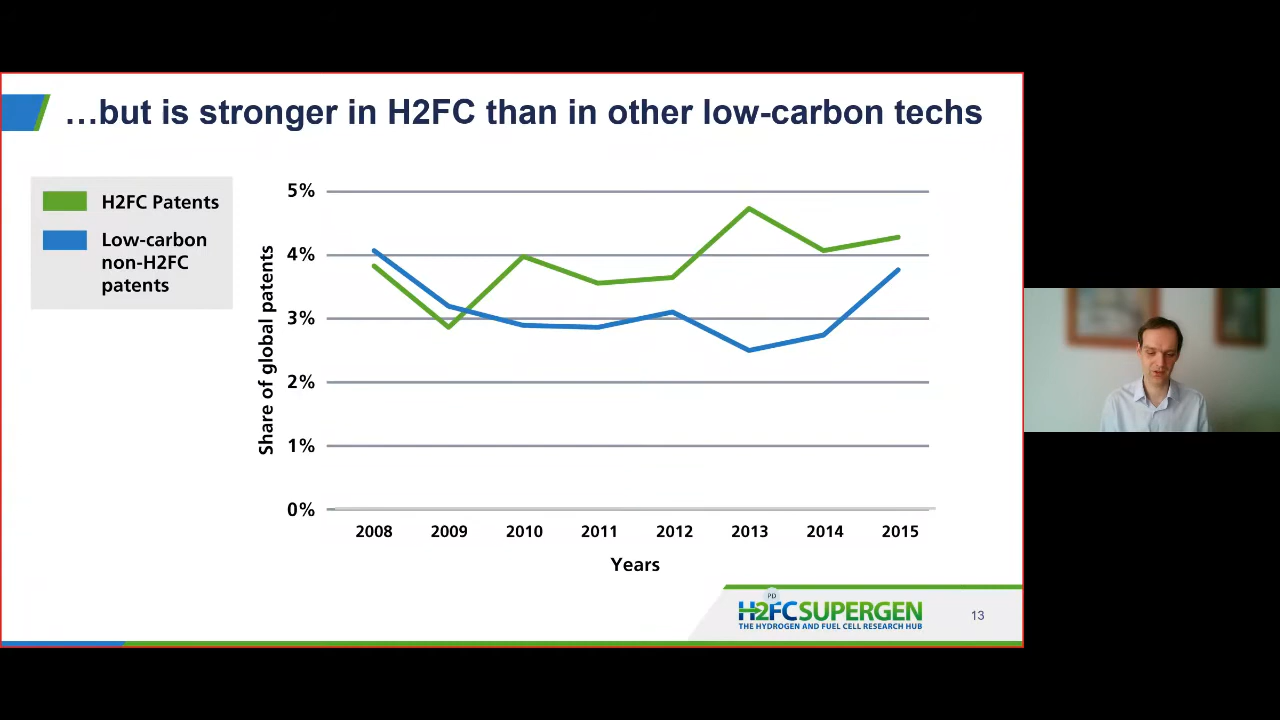 …but is stronger in H2FC than in other low-carbon techs
H2FC Patents
Low-carbon
non-H2FC
patents
Share of global patents
5%
4%
3%
2%
1%
0%
2008 2009 2010 2011 2012 2013 2014 2015
Years
PD
H2FCSUPERGEN
THE HYDROGEN AND FUEL CELL RESEARCH HUB
13